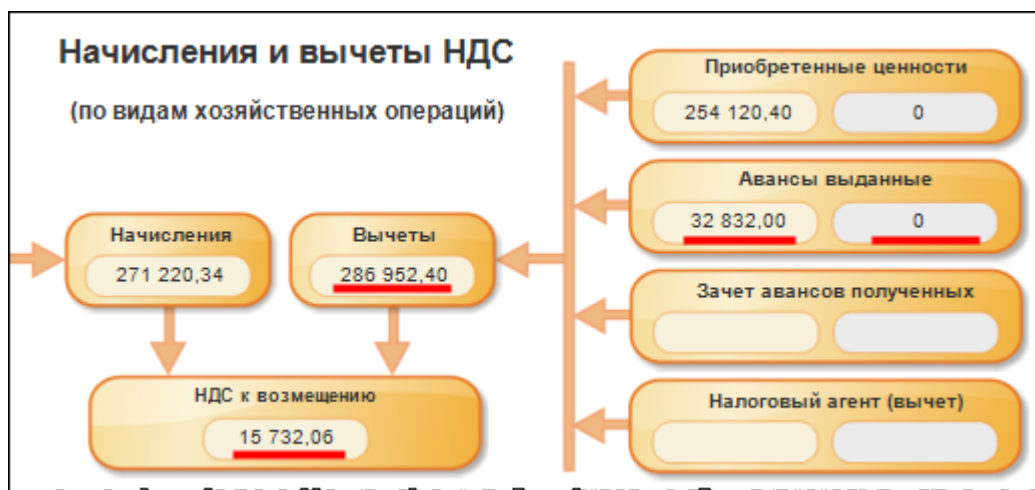 Начисления и вычеты НДС
(по видам хозяйственных операций)
Приобретенные ценности
254 120,40 0
Авансы выданные
32 832,00 0
Начисления
271 220,34
Вычеты
286 952,40
Зачет авансов полученных
НДС к возмещению
15 732,06
Налоговый агент (вычет)